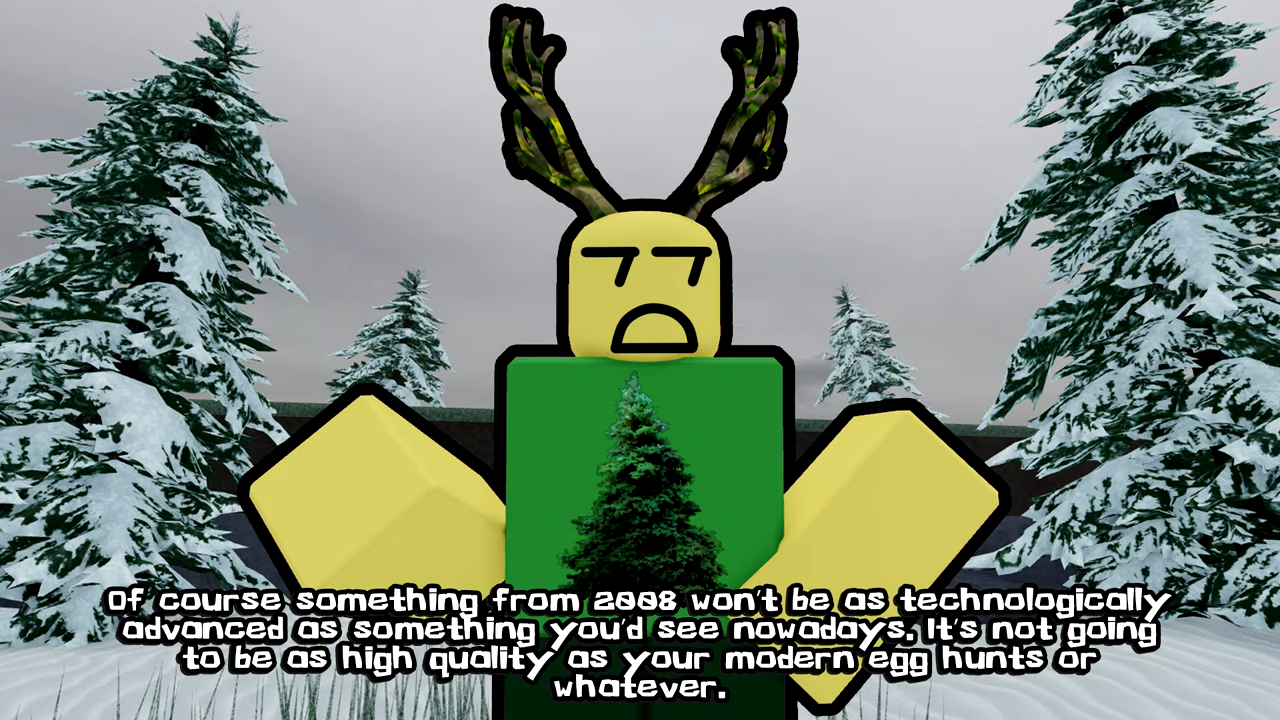 Of course something from 2008 won't be as technologically
advanced as something you'd see nowadays. It's not going
to be as high quality as your modern egg hunts or
whatever.